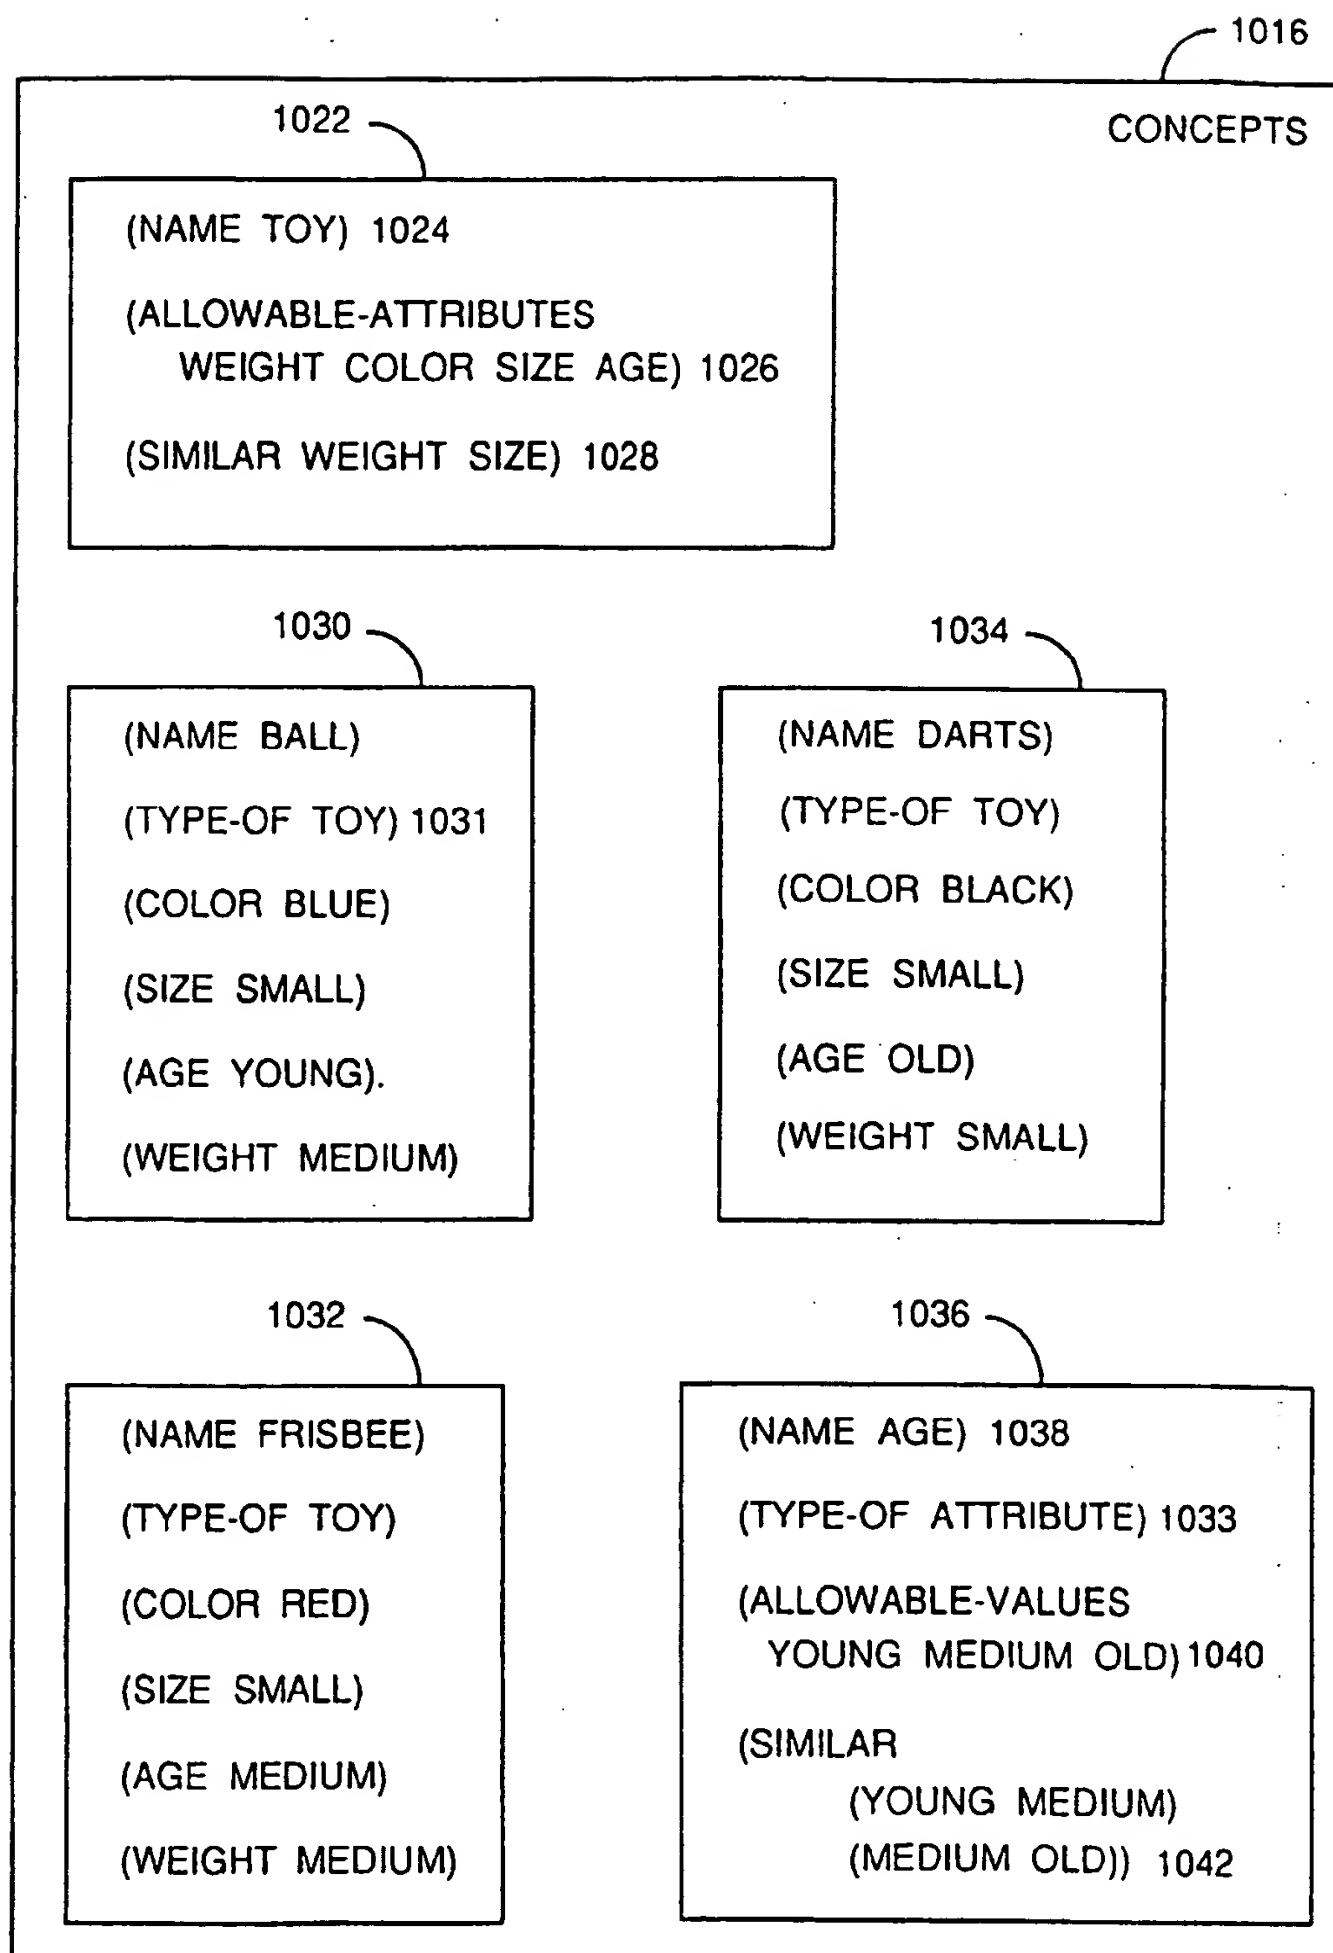 1016
CONCEPTS
1022
(NAME TOY) 1024
(ALLOWABLE-ATTRIBUTES
WEIGHT COLOR SIZE AGE) 1026
(SIMILAR WEIGHT SIZE) 1028
1030
(NAME BALL)
(TYPE-OF TOY) 1031
(COLOR BLUE)
(SIZE SMALL)
(AGE YOUNG).
(WEIGHT MEDIUM)
1034
(NAME DARTS)
(TYPE-OF TOY)
(COLOR BLACK)
(SIZE SMALL)
(AGE OLD)
(WEIGHT SMALL)
1032
(NAME FRISBEE)
(TYPE-OF TOY)
(COLOR RED)
(SIZE SMALL)
(AGE MEDIUM)
(WEIGHT MEDIUM)
1036
(NAME AGE) 1038
(TYPE-OF ATTRIBUTE) 1033
(ALLOWABLE-VALUES
YOUNG MEDIUM OLD) 1040
(SIMILAR
(YOUNG MEDIUM)
(MEDIUM OLD)) 1042